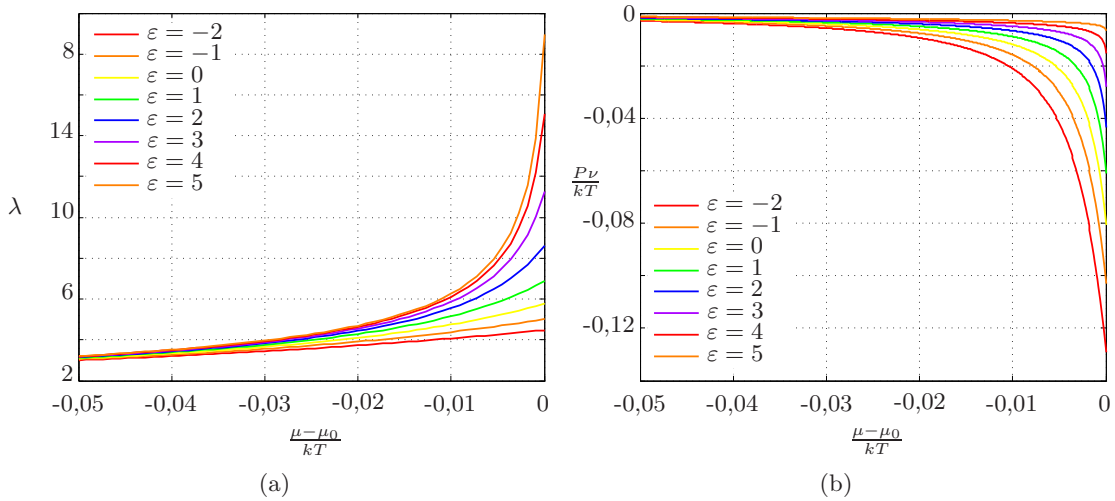 8
14
10
6
2
λ
ε = −2
ε = −1
ε = 0
ε = 1
ε = 2
ε = 3
ε = 4
ε = 5
-0,05 -0,04 -0,03 -0,02 -0,01 0
μ−μ₀
kT
(a)
0
-0,04
-0,08
-0,12
Pν
kT
ε = −2
ε = −1
ε = 0
ε = 1
ε = 2
ε = 3
ε = 4
ε = 5
-0,05 -0,04 -0,03 -0,02 -0,01 0
μ−μ₀
kT
(b)